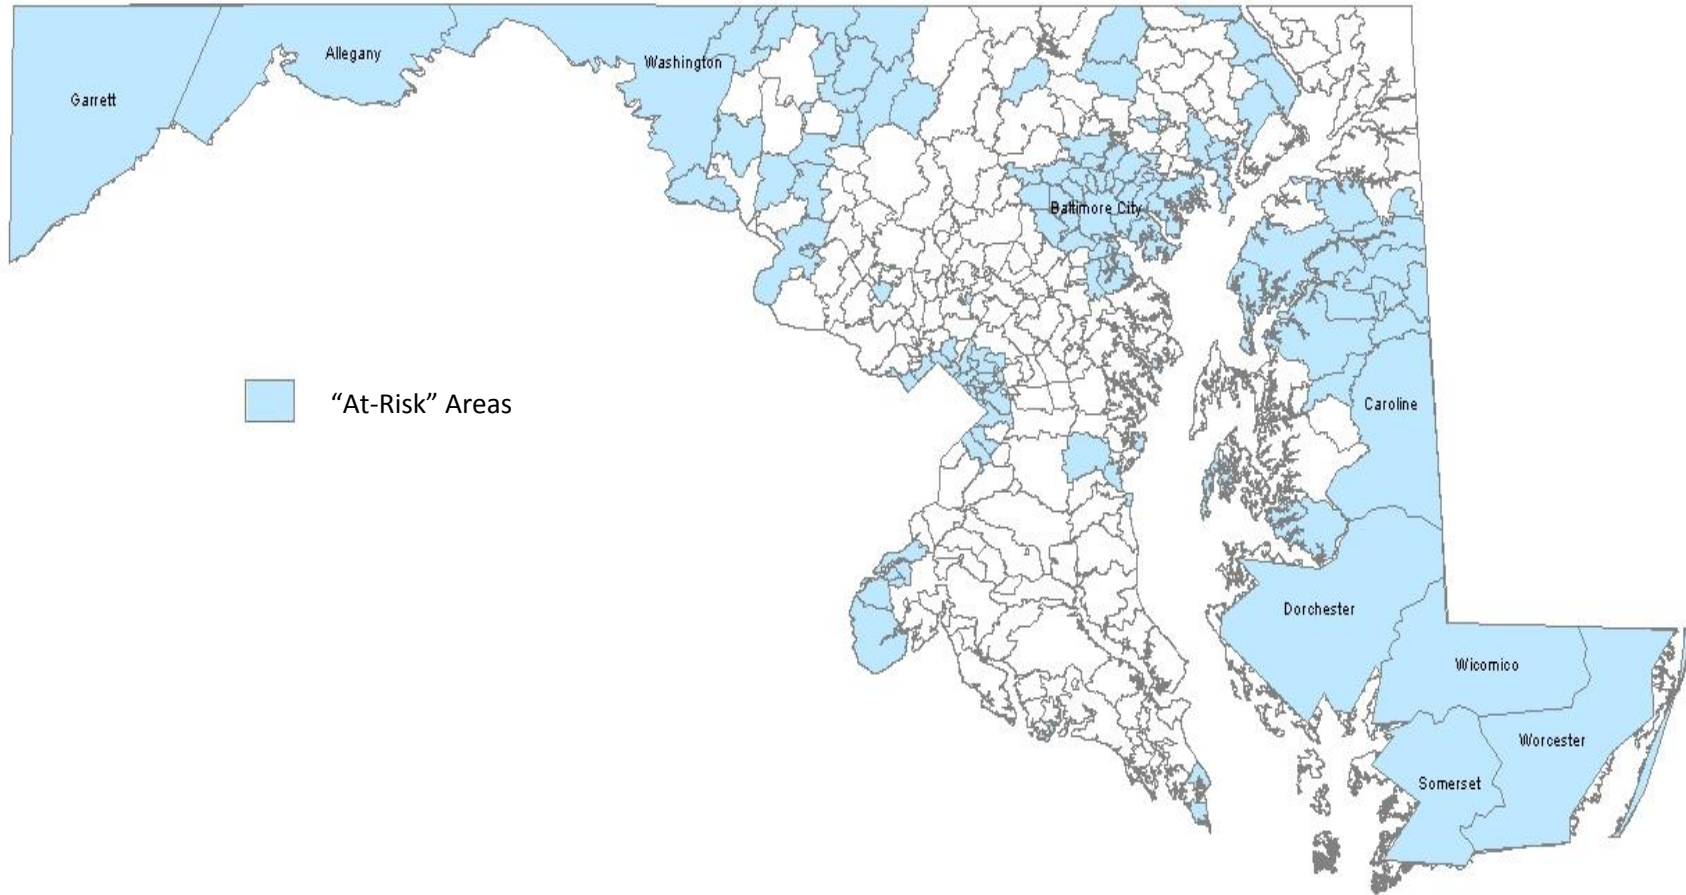 Allegany
Washington
Garrett
Baltimore City
“At-Risk” Areas
Caroline
Dorchester
Wicomico
Worcester
Somerset